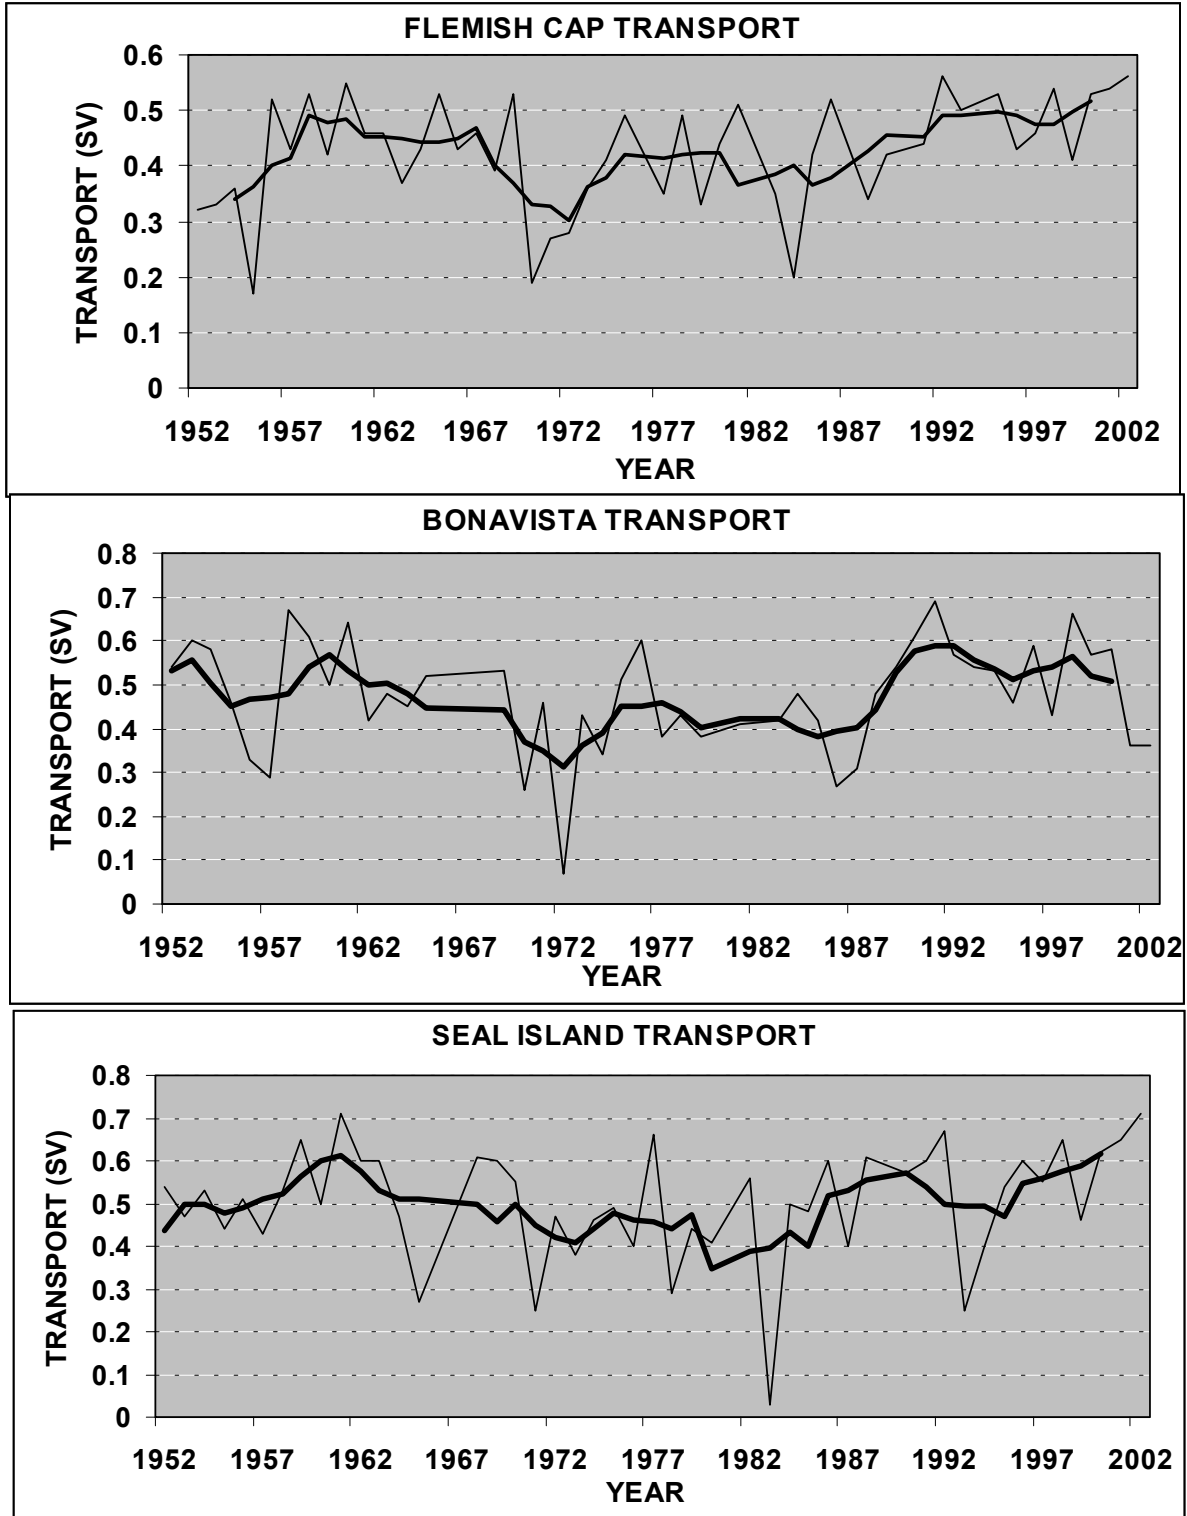 FLEMISH CAP TRANSPORT
0.6
0.5
0.4
0.3
0.2
0.1
0
TRANSPORT (SV)
1952 1957 1962 1967 1972 1977 1982 1987 1992 1997 2002
YEAR
BONAVISTA TRANSPORT
0.8
0.7
0.6
0.5
0.4
0.3
0.2
0.1
0
TRANSPORT (SV)
1952 1957 1962 1967 1972 1977 1982 1987 1992 1997 2002
YEAR
SEAL ISLAND TRANSPORT
0.8
0.7
0.6
0.5
0.4
0.3
0.2
0.1
0
TRANSPORT (SV)
1952 1957 1962 1967 1972 1977 1982 1987 1992 1997 2002
YEAR